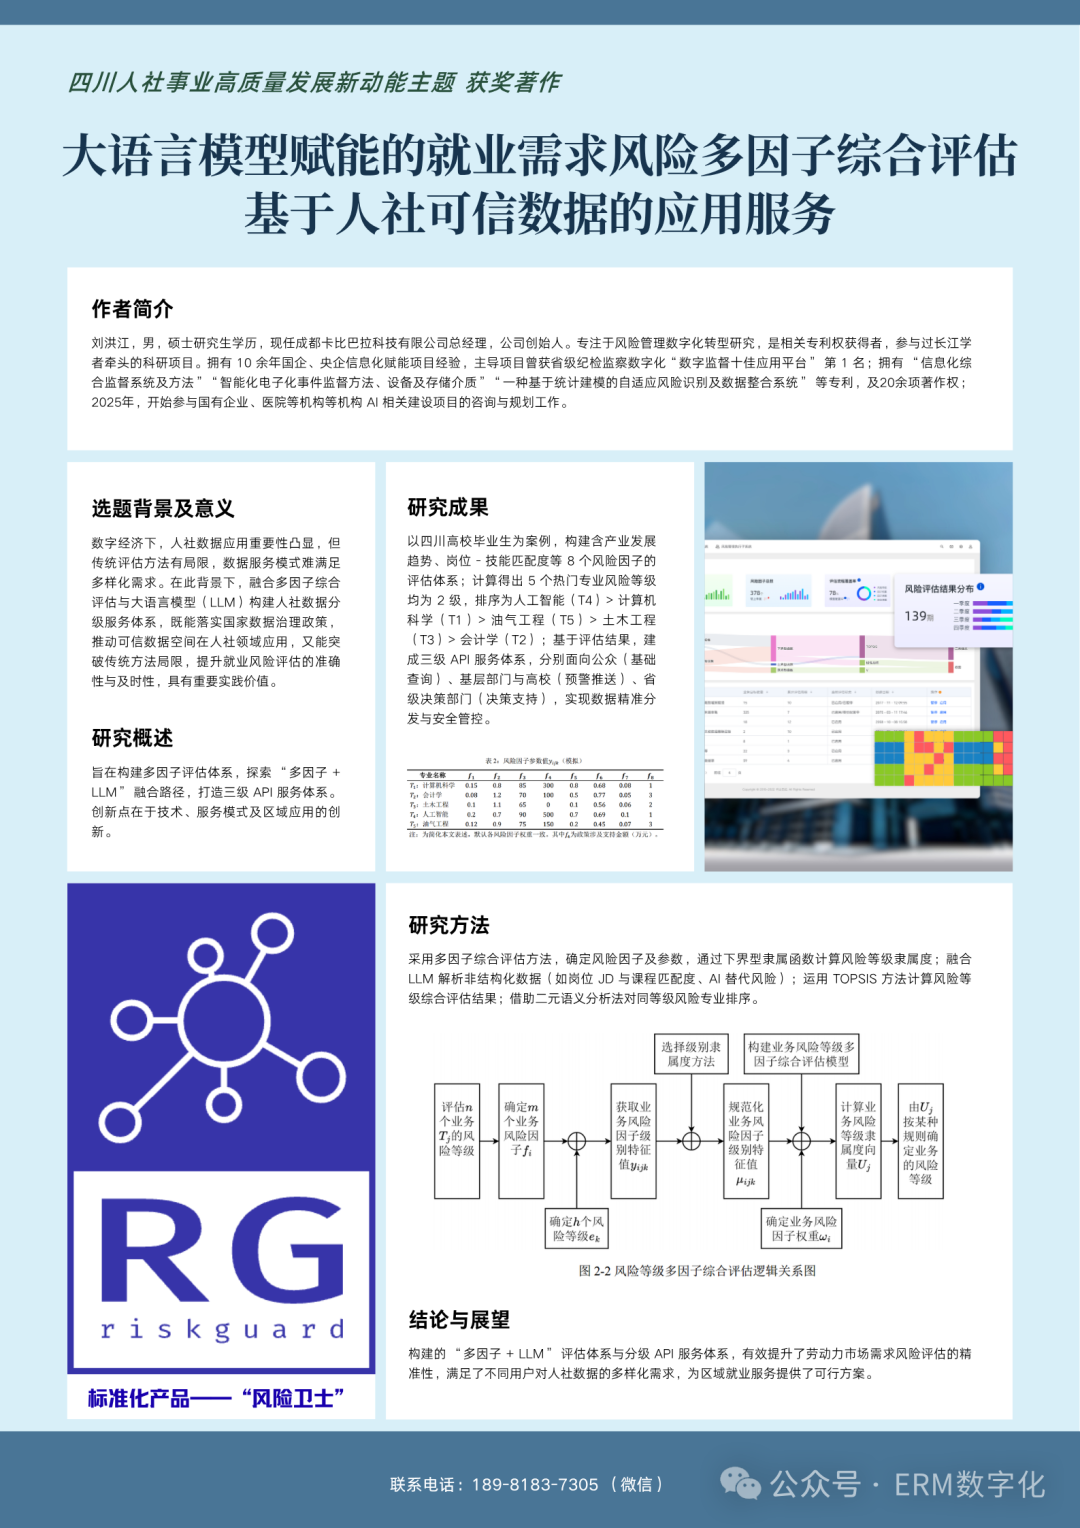 四川人社事业高质量发展新动能主题 获奖著作
大语言模型赋能的就业需求风险多因子综合评估
基于人社可信数据的应用服务
作者简介
刘洪江，男，硕士研究生学历，现任成都卡比巴拉科技有限公司总经理，公司创始人。专注于风险管理数字化转型研究，是相关专利权获得者，参与过长江学
者牵头的科研项目。拥有 10 余年国企、央企信息化赋能项目经验，主导项目曾获省级纪检监察数字化“数字监督十佳应用平台” 第 1 名；拥有 “信息化综
合监督系统及方法” “智能化电子化事件监督方法、设备及存储介质” “一种基于统计建模的自适应风险识别及数据整合系统” 等专利，及20余项著作权；
2025年，开始参与国有企业、医院等机构等机构 AI 相关建设项目的咨询与规划工作。
选题背景及意义
数字经济下，人社数据应用重要性凸显，但
传统评估方法有局限，数据服务模式难满足
多样化需求。在此背景下，融合多因子综合
评估与大语言模型（LLM）构建人社数据分
级服务体系，既能落实国家数据治理政策，
推动可信数据空间在人社领域应用，又能突
破传统方法局限，提升就业风险评估的准确
性与及时性，具有重要实践价值。
研究概述
旨在构建多因子评估体系，探索 “多因子 +
LLM” 融合路径，打造三级 API 服务体系。
创新点在于技术、服务模式及区域应用的创
新。
研究成果
以四川高校毕业生为案例，构建含产业发展
趋势、岗位 - 技能匹配度等 8 个风险因子的
评估体系；计算得出 5 个热门专业风险等级
均为 2 级，排序为人工智能（T4）> 计算机
科学（T1）> 油气工程（T5）> 土木工程
（T3）> 会计学（T2）；基于评估结果，建
成三级 API 服务体系，分别面向公众（基础
查询）、基层部门与高校（预警推送）、省
级决策部门（决策支持），实现数据精准分
发与安全管控。
表 2：风险因子参数值yijk（模拟）
专业名称 f1 f2 f3 f4 f5 f6 f7 f8
T1：计算机科学 0.15 0.8 85 300 0.8 0.68 0.08 1
T2：会计学 0.08 1.2 70 100 0.5 0.77 0.05 3
T3：土木工程 0.1 1.1 65 0 0.1 0.56 0.06 2
T4：人工智能 0.2 0.7 90 500 0.7 0.69 0.1 1
T5：油气工程 0.12 0.9 75 150 0.2 0.45 0.07 3
注：为简化本文表述，默认各风险因子权重一致。其中f4为政策涉及支持金额（万元）。
风险评估结果分布
139
一季度
二季度
三季度
四季度
RG
riskguard
标准化产品——“风险卫士”
研究方法
采用多因子综合评估方法，确定风险因子及参数，通过下界型隶属函数计算风险等级隶属度；融合
LLM 解析非结构化数据（如岗位 JD 与课程匹配度、AI 替代风险）；运用 TOPSIS 方法计算风险等
级综合评估结果；借助二元语义分析法对同等级风险专业排序。
选择级别隶
属度方法
构建业务风险等级多
因子综合评估模型
评估n
个业务
Tj的风
险等级
确定m
个业务
风险因
子fi
获取业
务风险
因子级
别特征
值yijk
规范化
业务风
险因子
级别特
征值
μijk
计算业
务风险
等级隶
属度向
量Uj
由Uj
按某种
规则确
定业务
的风险
等级
确定h个风
险等级ek
确定业务风险
因子权重ωi
图 2-2 风险等级多因子综合评估逻辑关系图
结论与展望
构建的 “多因子 + LLM” 评估体系与分级 API 服务体系，有效提升了劳动力市场需求风险评估的精
准性，满足了不同用户对人社数据的多样化需求，为区域就业服务提供了可行方案。
联系电话：189-8183-7305 （微信）
公众号 · ERM数字化